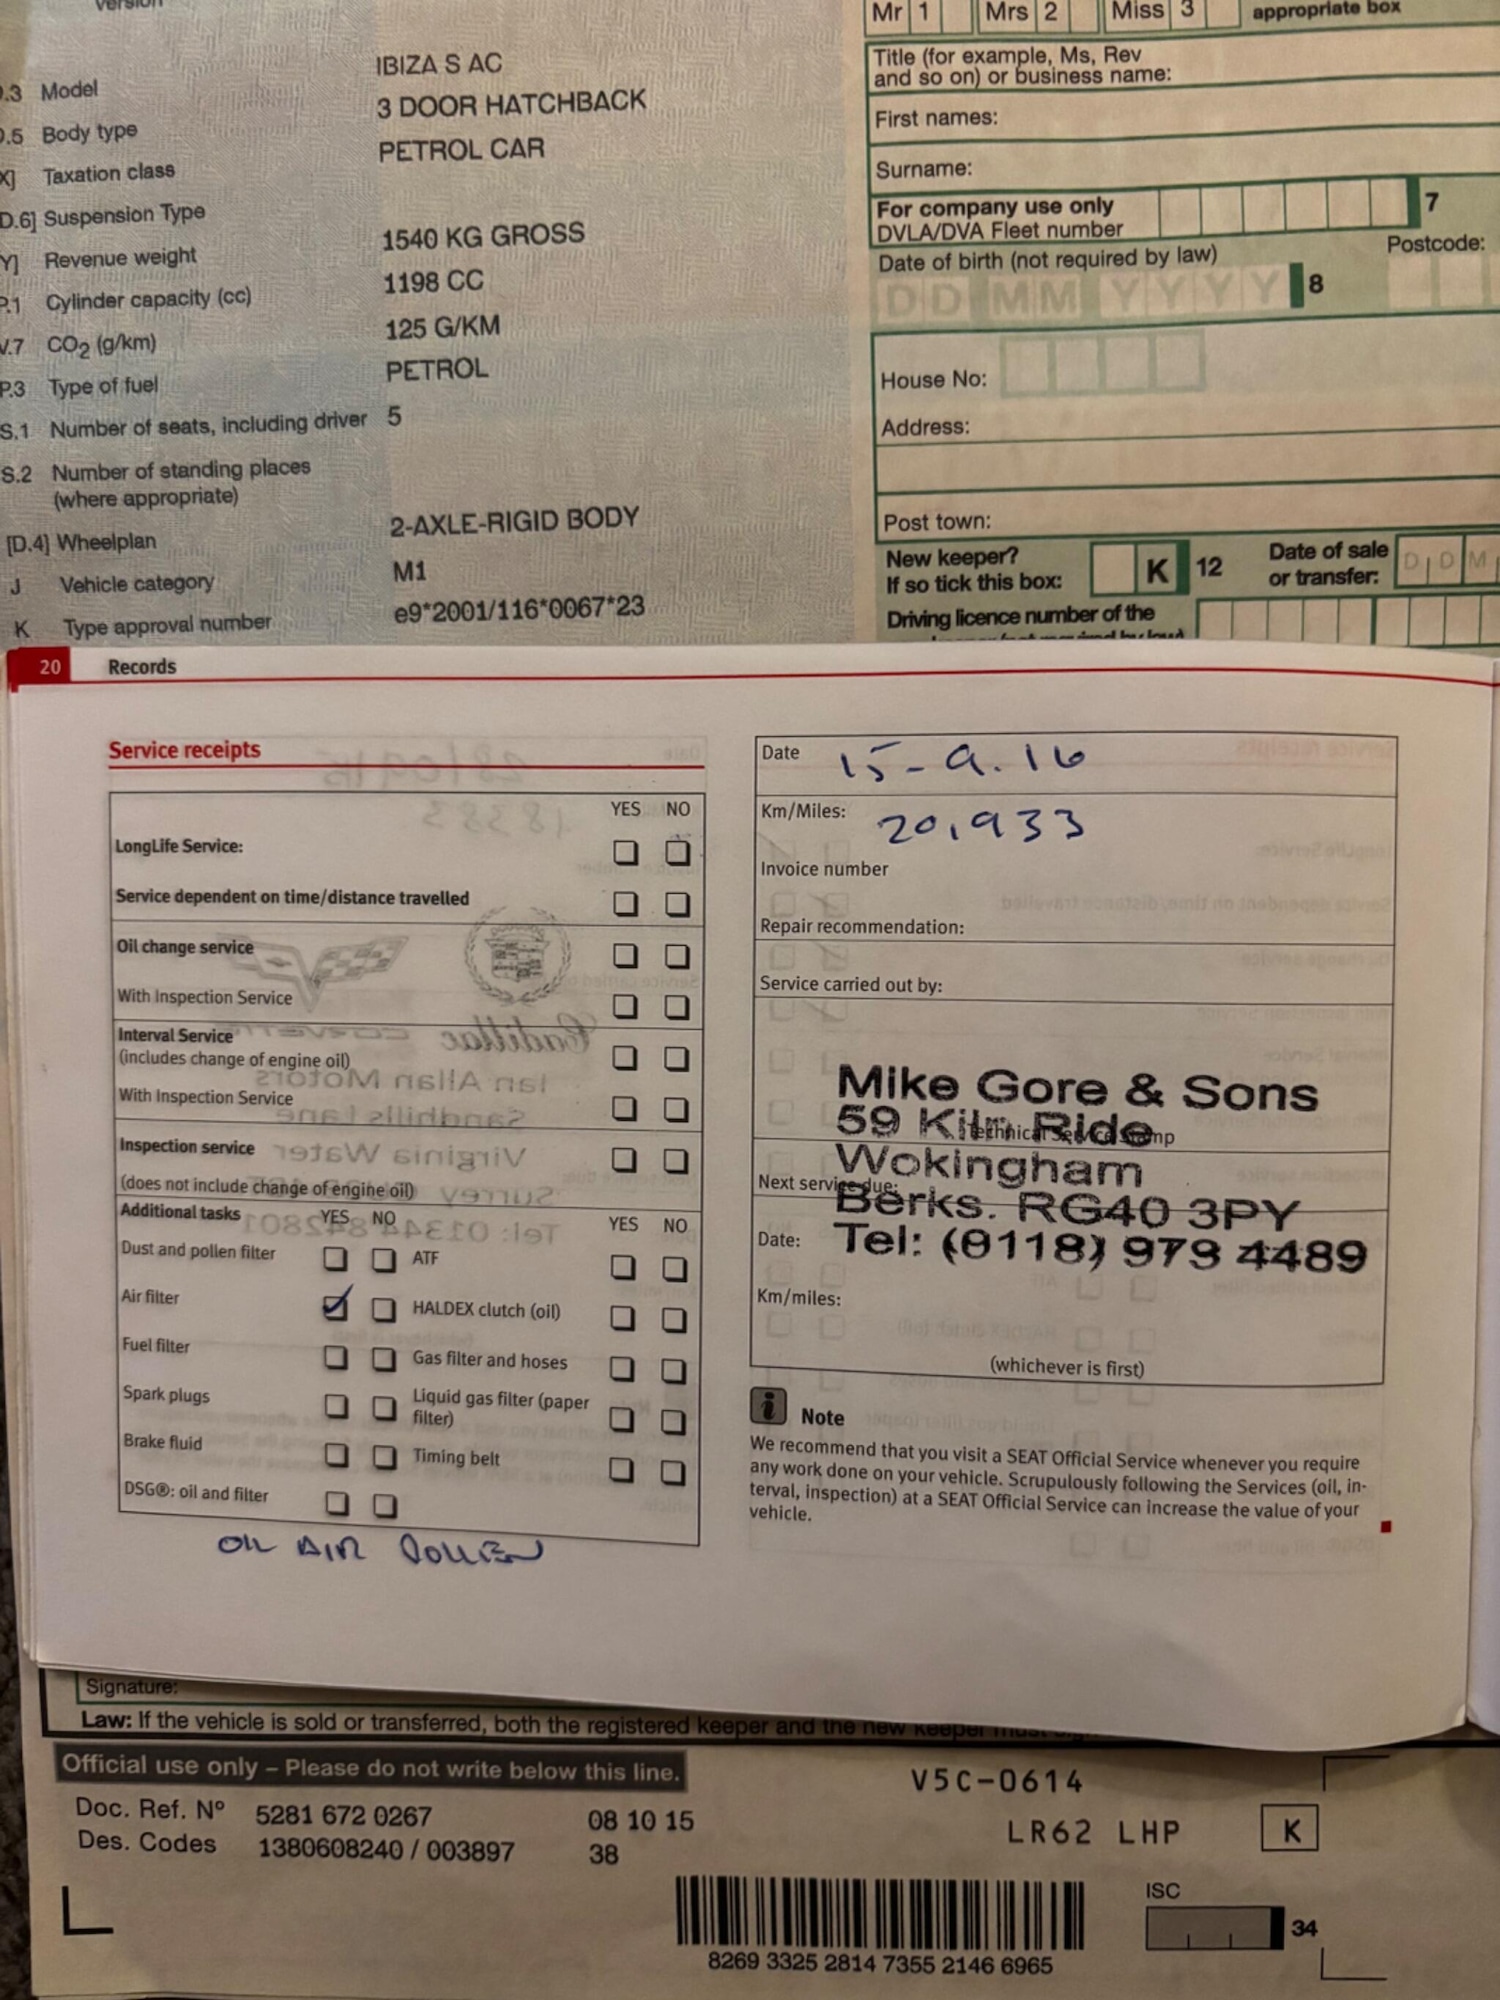 Version
Mr 1 Mrs 2 Miss 3 appropriate box
.3 Model IBIZA S AC
.5 Body type 3 DOOR HATCHBACK
X] Taxation class PETROL CAR
D.6] Suspension Type
Y] Revenue weight 1540 KG GROSS
P.1 Cylinder capacity (cc) 1198 CC
V.7 CO2 (g/km) 125 G/KM
P.3 Type of fuel PETROL
S.1 Number of seats, including driver 5
S.2 Number of standing places
(where appropriate)
[D.4] Wheelplan 2-AXLE-RIGID BODY
J Vehicle category M1
K Type approval number e9*2001/116*0067*23
Title (for example, Ms, Rev
and so on) or business name:
First names:
Surname:
For company use only
DVLA/DVA Fleet number 7
Date of birth (not required by law) Postcode:
DD MM YYYY 8
House No:
Address:
Post town:
New keeper?
If so tick this box: K 12 Date of sale
or transfer: D D M
Driving licence number of the
20 Records
Service receipts
YES NO
LongLife Service:
Service dependent on time/distance travelled
Oil change service
With Inspection Service
Interval Service
(includes change of engine oil)
With Inspection Service
Inspection service
(does not include change of engine oil)
Additional tasks YES NO YES NO
Dust and pollen filter ATF
Air filter HALDEX clutch (oil)
Fuel filter Gas filter and hoses
Spark plugs Liquid gas filter (paper
filter)
Brake fluid Timing belt
DSG®: oil and filter
OIL AIR POLLEN
Date 15-9.16
Km/Miles: 20,933
Invoice number
Repair recommendation:
Service carried out by:
Mike Gore & Sons
59 Kiln Ride
Technical Service Stamp
Wokingham
Next service due:
Berks. RG40 3PY
Date: Tel: (0118) 979 4489
Km/miles:
(whichever is first)
Note
We recommend that you visit a SEAT Official Service whenever you require
any work done on your vehicle. Scrupulously following the Services (oil, in-
terval, inspection) at a SEAT Official Service can increase the value of your
vehicle.
Signature:
Law: If the vehicle is sold or transferred, both the registered keeper and the new keeper must
Official use only – Please do not write below this line.
V5C-0614
Doc. Ref. Nº 5281 672 0267 08 10 15
LR62 LHP K
Des. Codes 1380608240 / 003897 38
ISC
34
8269 3325 2814 7355 2146 6965